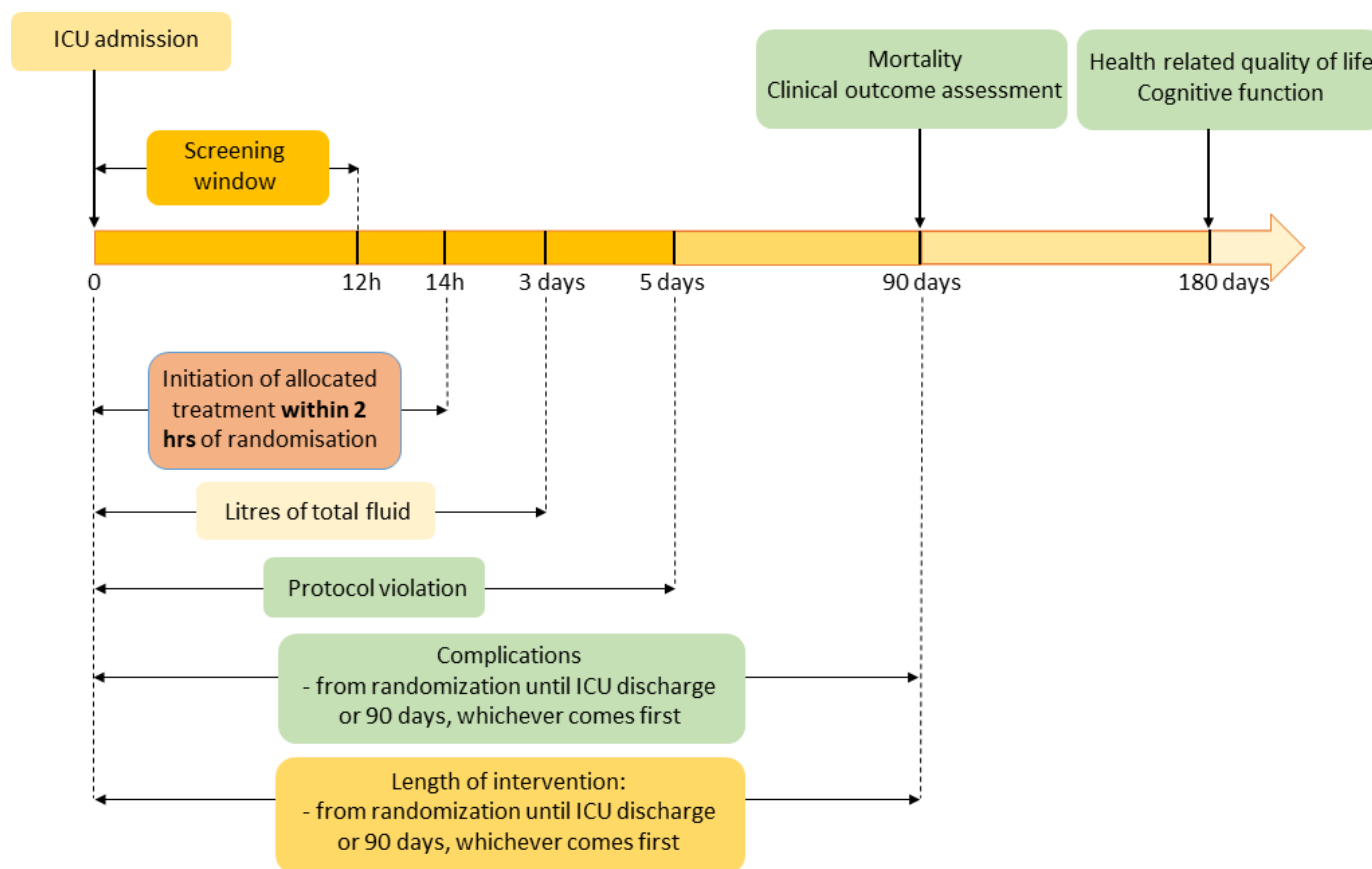 ICU admission
Mortality
Clinical outcome assessment
Health related quality of life
Cognitive function
Screening
window
0
12h
14h
3 days
5 days
90 days
180 days
Initiation of allocated
treatment within 2
hrs of randomisation
Litres of total fluid
Protocol violation
Complications
- from randomization until ICU discharge
or 90 days, whichever comes first
Length of intervention:
- from randomization until ICU discharge
or 90 days, whichever comes first